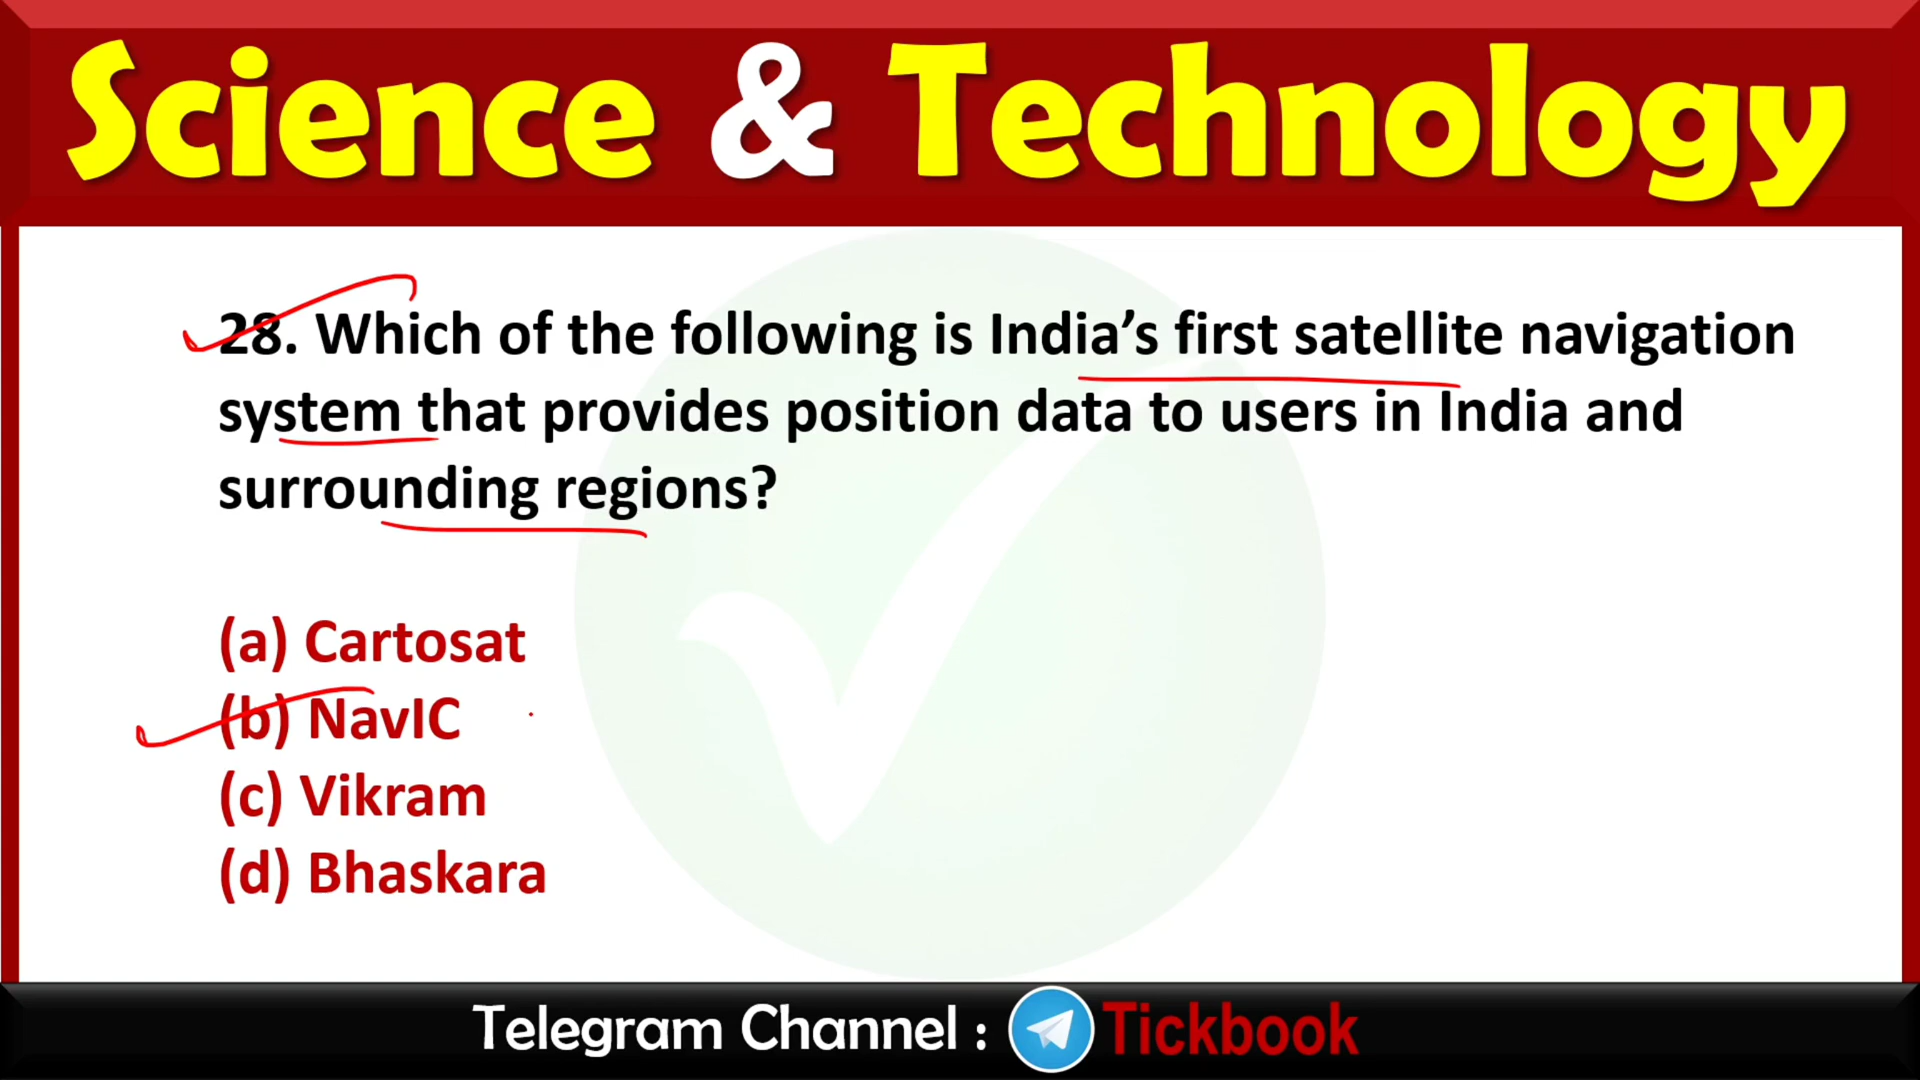 Science & Technology
28. Which of the following is India’s first satellite navigation
system that provides position data to users in India and
surrounding regions?
(a) Cartosat
(b) NavIC
(c) Vikram
(d) Bhaskara
Telegram Channel : Tickbook